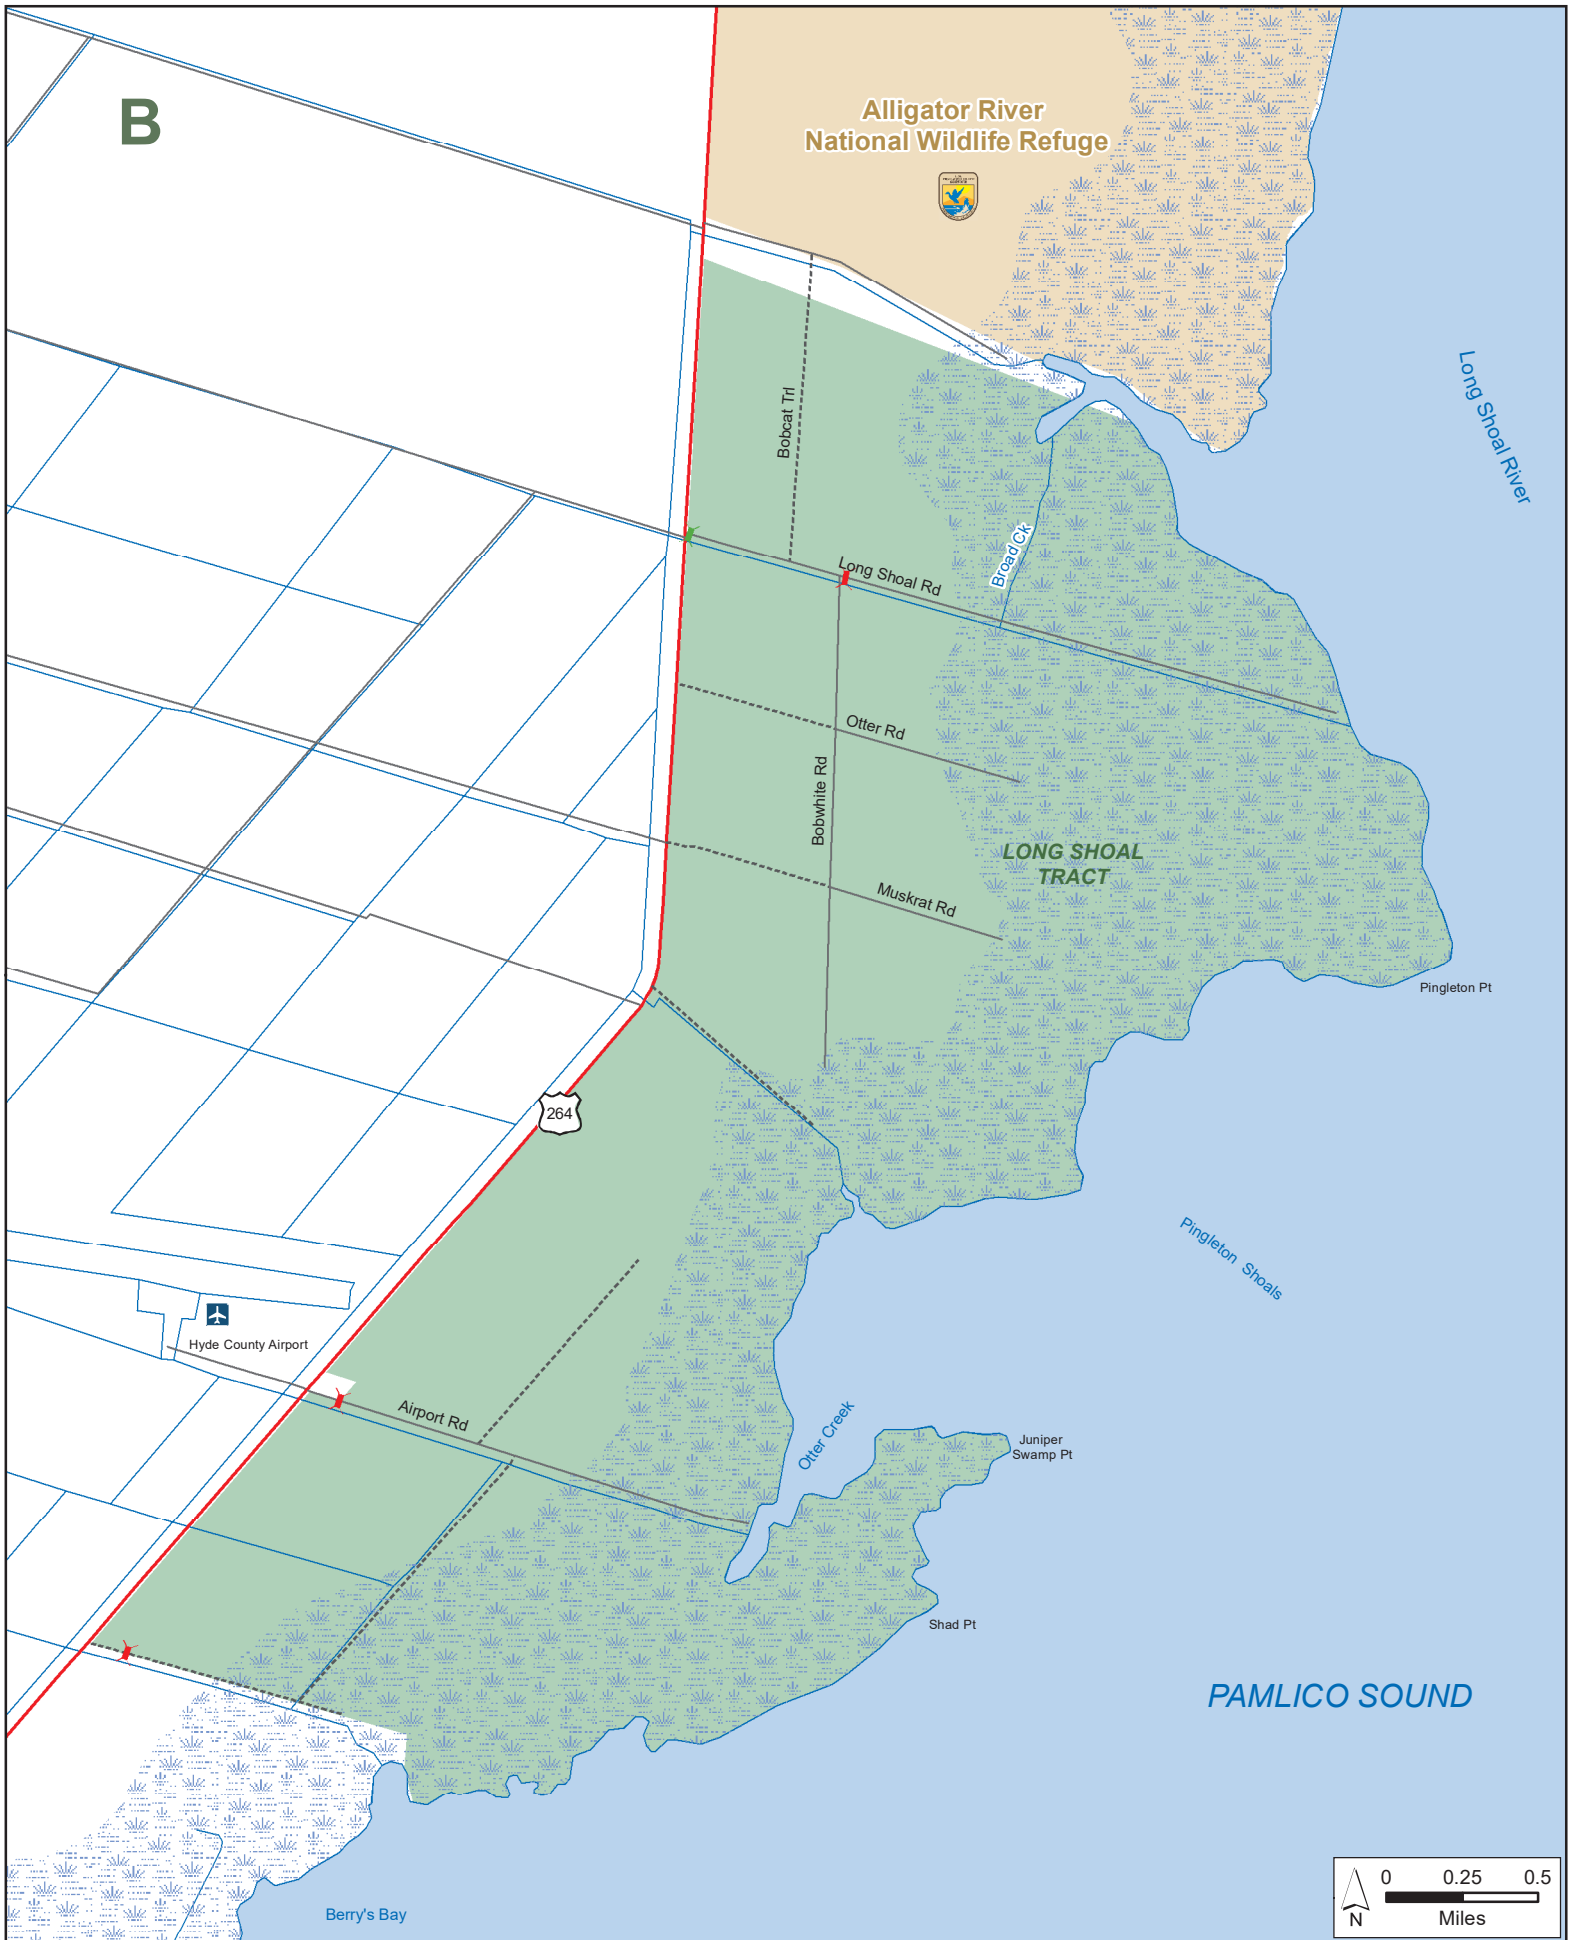 B
Alligator River
National Wildlife Refuge
Long Shoal River
Bobcat Trl
Broad Ck
Long Shoal Rd
Otter Rd
Bobwhite Rd
LONG SHOAL
TRACT
Muskrat Rd
Pingleton Pt
264
Pingleton Shoals
Hyde County Airport
Airport Rd
Otter Creek
Juniper
Swamp Pt
Shad Pt
PAMLICO SOUND
Berry's Bay
0 0.25 0.5
Miles
N